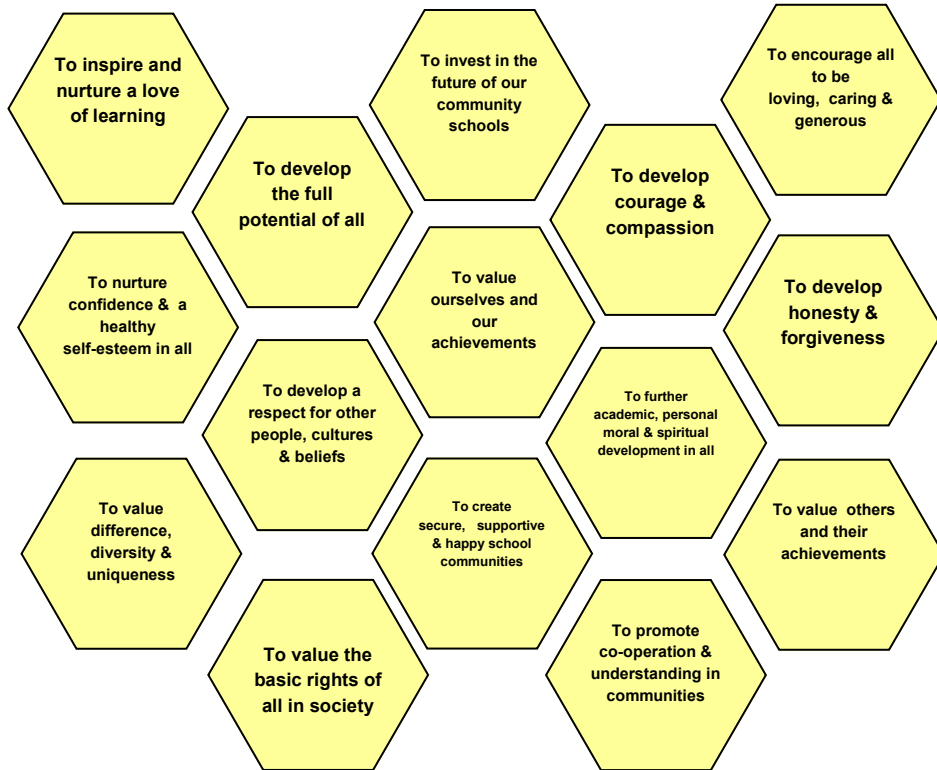 To inspire and
nurture a love
of learning
To invest in the
future of our
community
schools
To encourage all
to be
loving, caring &
generous
To develop
the full
potential of all
To develop
courage &
compassion
To nurture
confidence & a
healthy
self-esteem in all
To value
ourselves and
our
achievements
To develop
honesty &
forgiveness
To develop a
respect for other
people, cultures
& beliefs
To further
academic, personal
moral & spiritual
development in all
To value
difference,
diversity &
uniqueness
To create
secure, supportive
& happy school
communities
To value others
and their
achievements
To value the
basic rights of
all in society
To promote
co-operation &
understanding in
communities